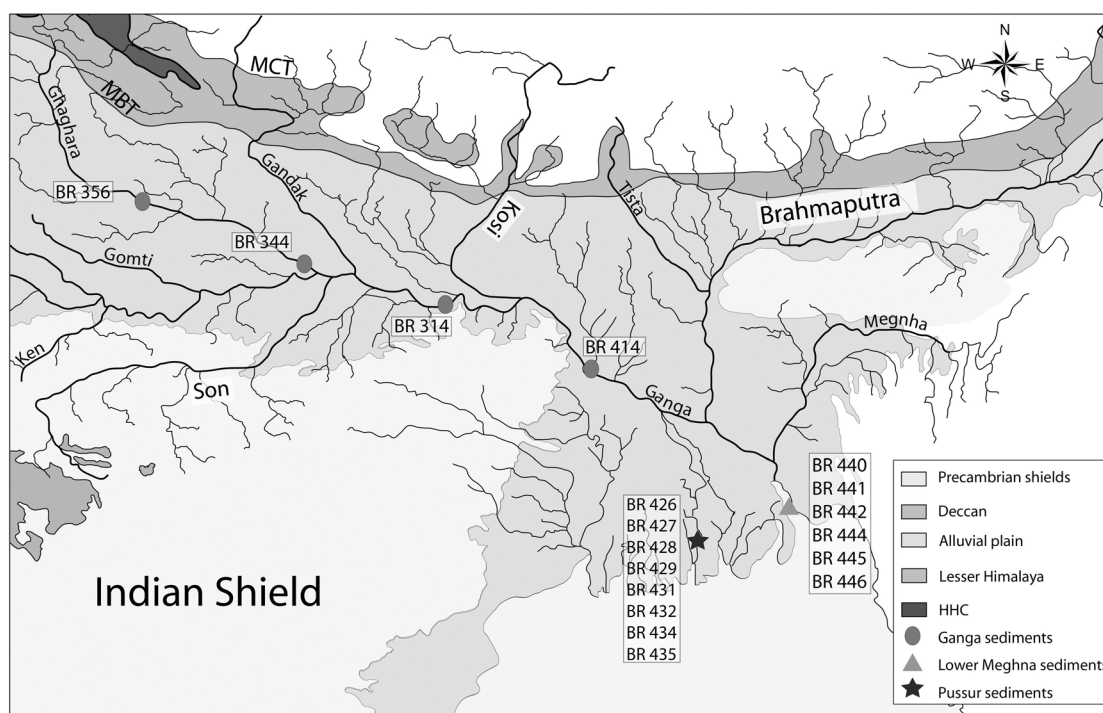 N
W E
S
MCT
MBT
Ghaghara
Gandak
Kosi
Tista
Brahmaputra
BR 356
BR 344
Gomti
BR 314
Megnha
BR 414
Ken
Son
Ganga
BR 440
BR 441
BR 442
BR 444
BR 445
BR 446
BR 426
BR 427
BR 428
BR 429
BR 431
BR 432
BR 434
BR 435
Indian Shield
Precambrian shields
Deccan
Alluvial plain
Lesser Himalaya
HHC
Ganga sediments
Lower Meghna sediments
Pussur sediments